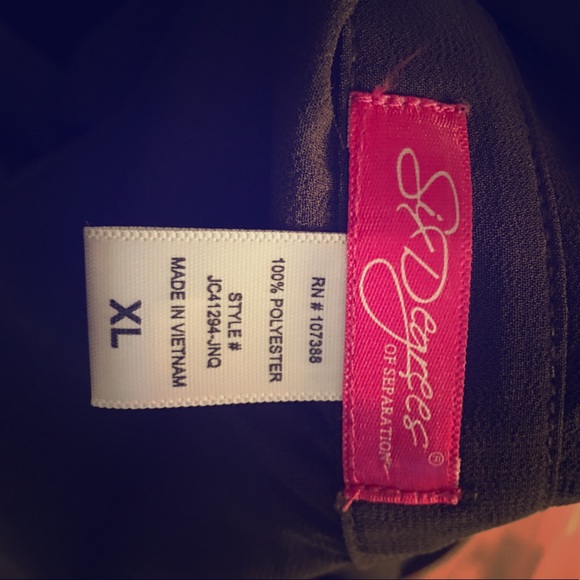 Six Degrees®
OF SEPARATION
RN # 107388
100% POLYESTER
STYLE #
JC41294-JNQ
MADE IN VIETNAM
XL